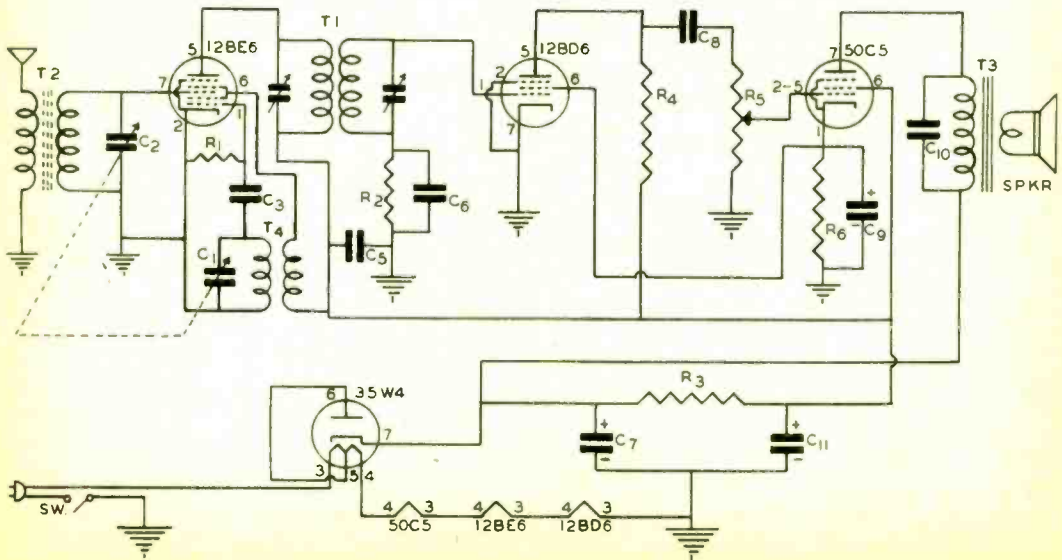 T1
12BE6
12BD6
50C5
T2
T3
T4
5
7
6
2
1
C2
R1
C3
C1
R2
C6
C5
5
1
2
6
7
R4
C8
R5
7
2-5
6
1
R6
+
-
C9
C10
SPKR
35W4
6
7
3
5
4
R3
+
C7
-
+
C11
-
SW.
4 3
50C5
4 3
12BE6
4 3
12BD6